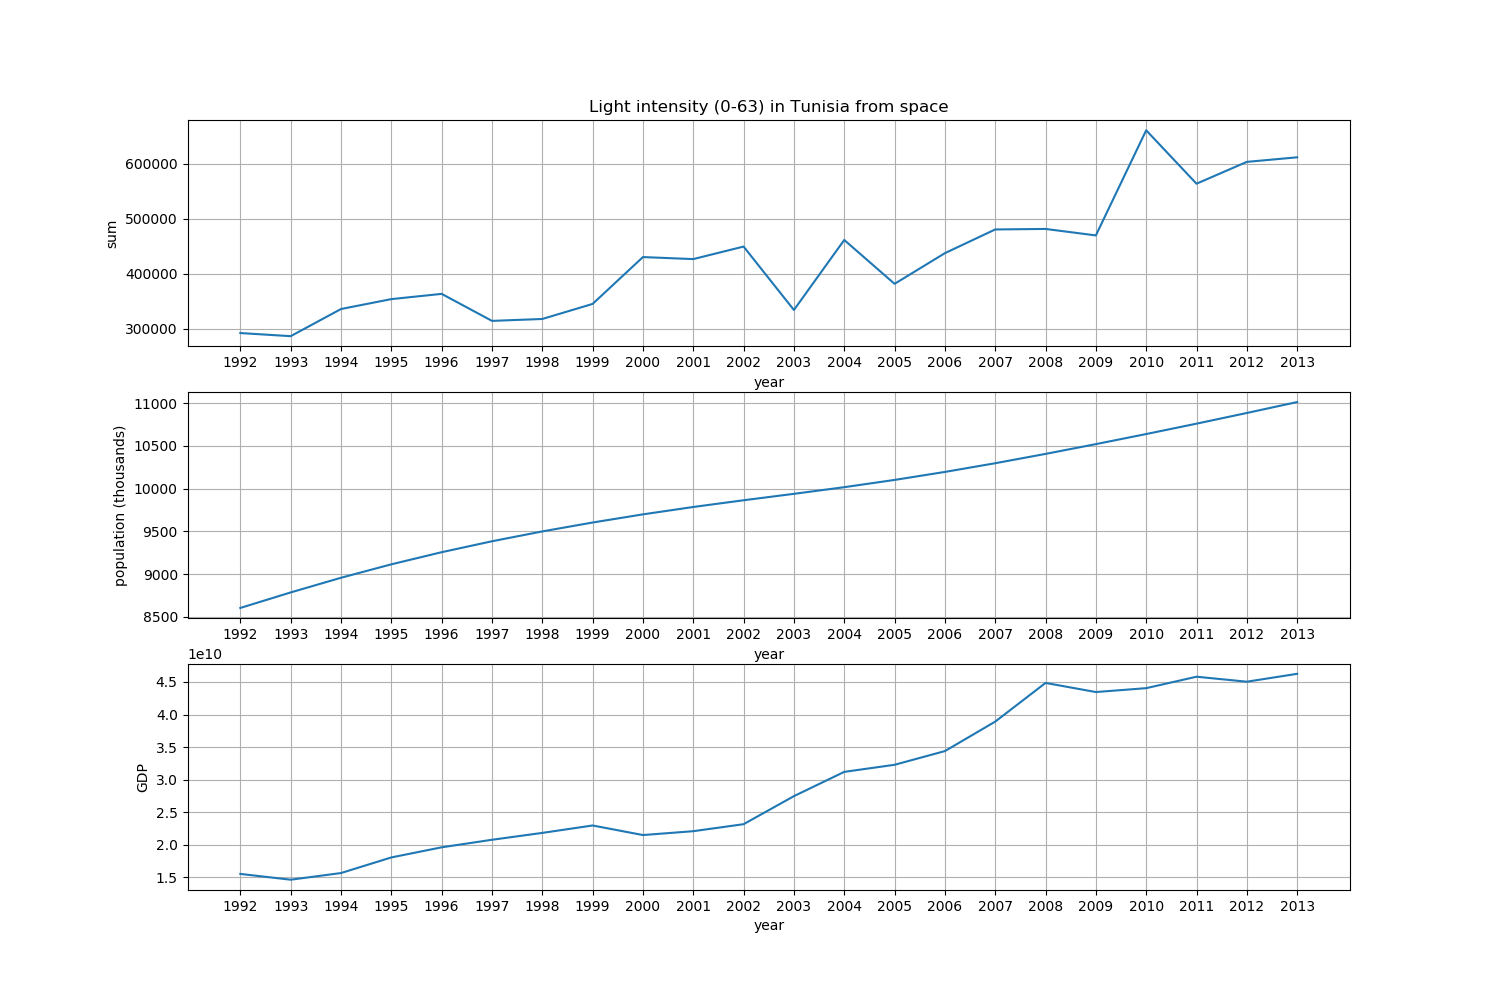 Light intensity (0-63) in Tunisia from space
600000
500000
400000
300000
sum
1992 1993 1994 1995 1996 1997 1998 1999 2000 2001 2002 2003 2004 2005 2006 2007 2008 2009 2010 2011 2012 2013
year
11000
10500
10000
9500
9000
8500
population (thousands)
1992 1993 1994 1995 1996 1997 1998 1999 2000 2001 2002 2003 2004 2005 2006 2007 2008 2009 2010 2011 2012 2013
year
1e10
4.5
4.0
3.5
3.0
2.5
2.0
1.5
GDP
1992 1993 1994 1995 1996 1997 1998 1999 2000 2001 2002 2003 2004 2005 2006 2007 2008 2009 2010 2011 2012 2013
year